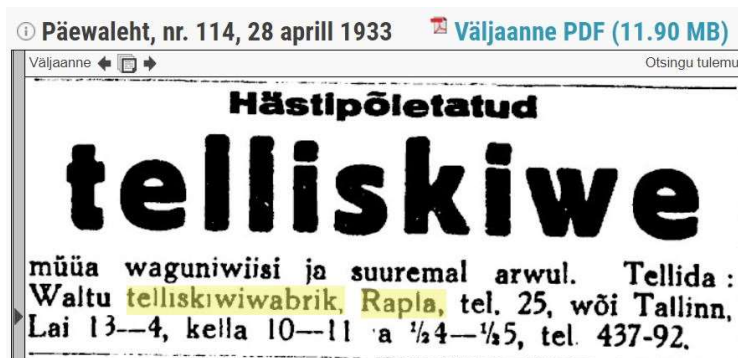 Päewaleht, nr. 114, 28 aprill 1933 Väljaanne PDF (11.90 MB)
Väljaanne Otsingu tulemu
Hästipõletatud
telliskiwe
müüa waguniwiisi ja suuremal arwul. Tellida :
Waltu telliskiwiwabrik, Rapla, tel. 25, wõi Tallinn,
Lai 13—4, kella 10—11 a ½4—½5, tel. 437-92.